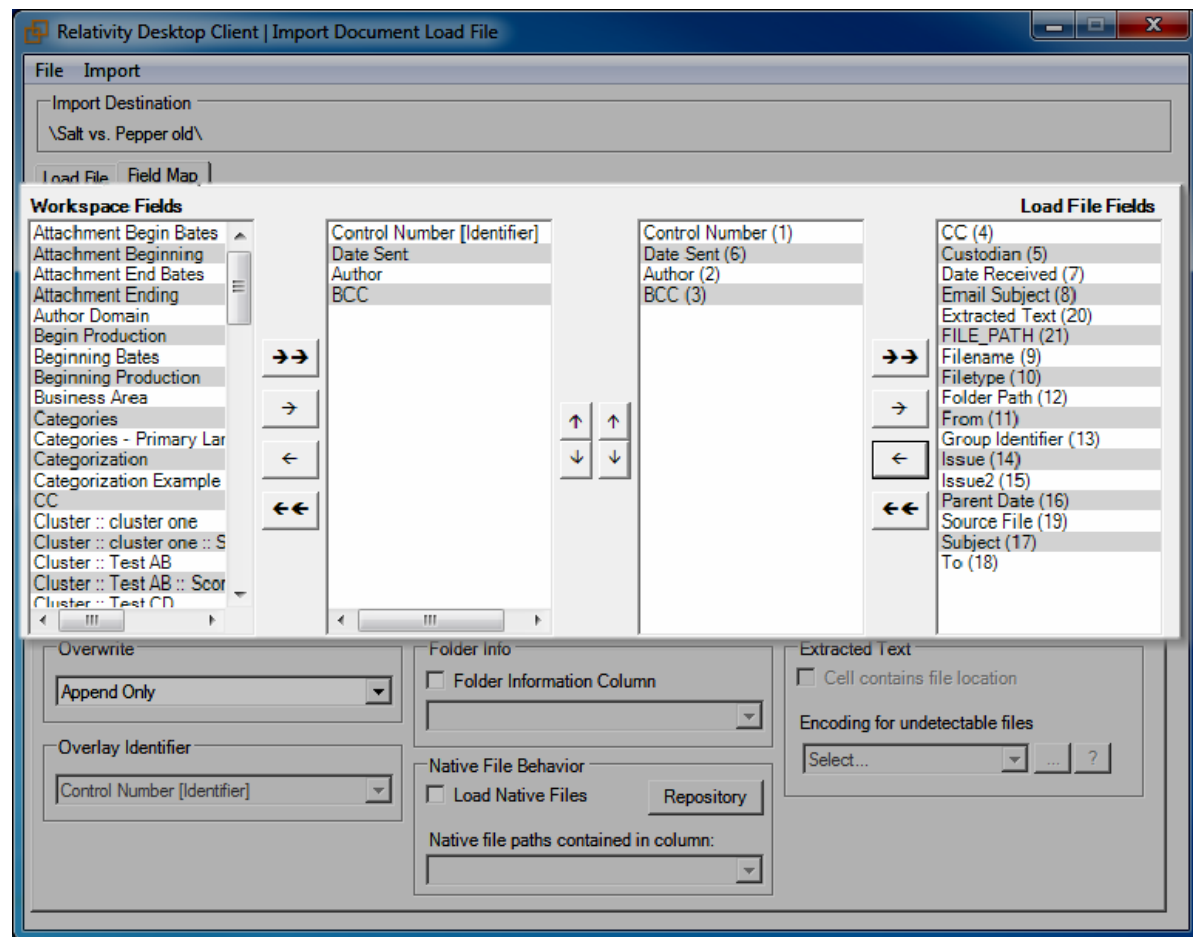 Relativity Desktop Client | Import Document Load File
File Import
Import Destination
\Salt vs. Pepper old\
Load File Field Map
Workspace Fields
Attachment Begin Bates
Attachment Beginning
Attachment End Bates
Attachment Ending
Author Domain
Begin Production
Beginning Bates
Beginning Production
Business Area
Categories
Categories - Primary Lar
Categorization
Categorization Example
CC
Cluster :: cluster one
Cluster :: cluster one :: S
Cluster :: Test AB
Cluster :: Test AB :: Scor
Cluster :: Test CD
Control Number [Identifier]
Date Sent
Author
BCC
Control Number (1)
Date Sent (6)
Author (2)
BCC (3)
Load File Fields
CC (4)
Custodian (5)
Date Received (7)
Email Subject (8)
Extracted Text (20)
FILE_PATH (21)
Filename (9)
Filetype (10)
Folder Path (12)
From (11)
Group Identifier (13)
Issue (14)
Issue2 (15)
Parent Date (16)
Source File (19)
Subject (17)
To (18)
Overwrite
Append Only
Overlay Identifier
Control Number [Identifier]
Folder Info
Folder Information Column
Native File Behavior
Load Native Files
Repository
Native file paths contained in column:
Extracted Text
Cell contains file location
Encoding for undetectable files
Select...
... ?